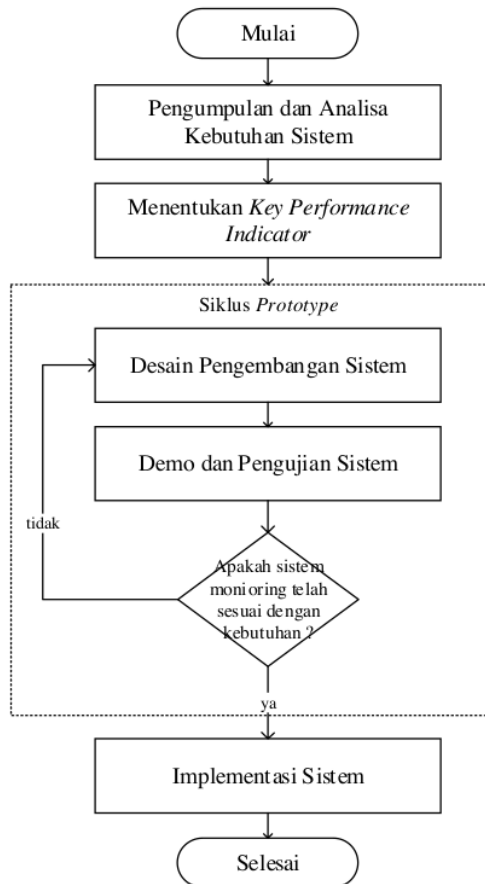 Mulai
Pengumpulan dan Analisa
Kebutuhan Sistem
Menentukan Key Performance
Indicator
Siklus Prototype
Desain Pengembangan Sistem
Demo dan Pengujian Sistem
tidak
Apakah sistem
monioring telah
sesuai dengan
kebutuhan ?
ya
Implementasi Sistem
Selesai